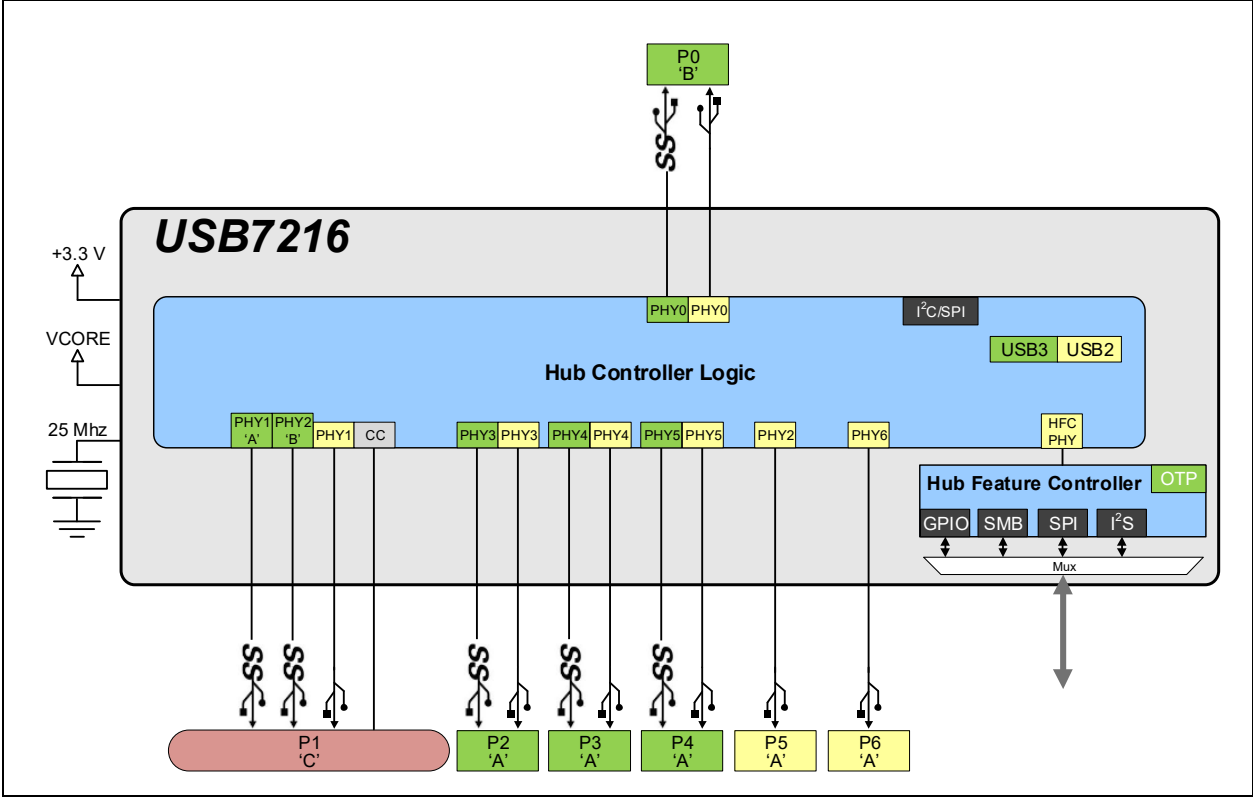 P0
‘B’
SS
USB7216
+3.3 V
VCORE
25 Mhz
PHY0 PHY0
I²C/SPI
USB3 USB2
Hub Controller Logic
PHY1 ‘A’
PHY2 ‘B’
PHY1
CC
PHY3 PHY3
PHY4 PHY4
PHY5 PHY5
PHY2
PHY6
HFC
PHY
Hub Feature Controller
OTP
GPIO SMB SPI I²S
Mux
SS SS SS SS SS
P1
‘C’
P2
‘A’
P3
‘A’
P4
‘A’
P5
‘A’
P6
‘A’